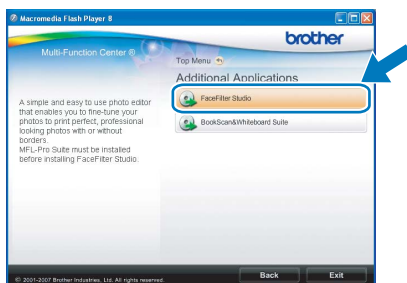 Macromedia Flash Player 8
brother
Multi-Function Center ®
Top Menu
Additional Applications
FaceFilter Studio
BookScan&Whiteboard Suite
A simple and easy to use photo editor
that enables you to fine-tune your
photos to print perfect, professional
looking photos with or without
borders.
MFL-Pro Suite must be installed
before installing FaceFilter Studio.
© 2001-2007 Brother Industries, Ltd. All rights reserved.
Back
Exit